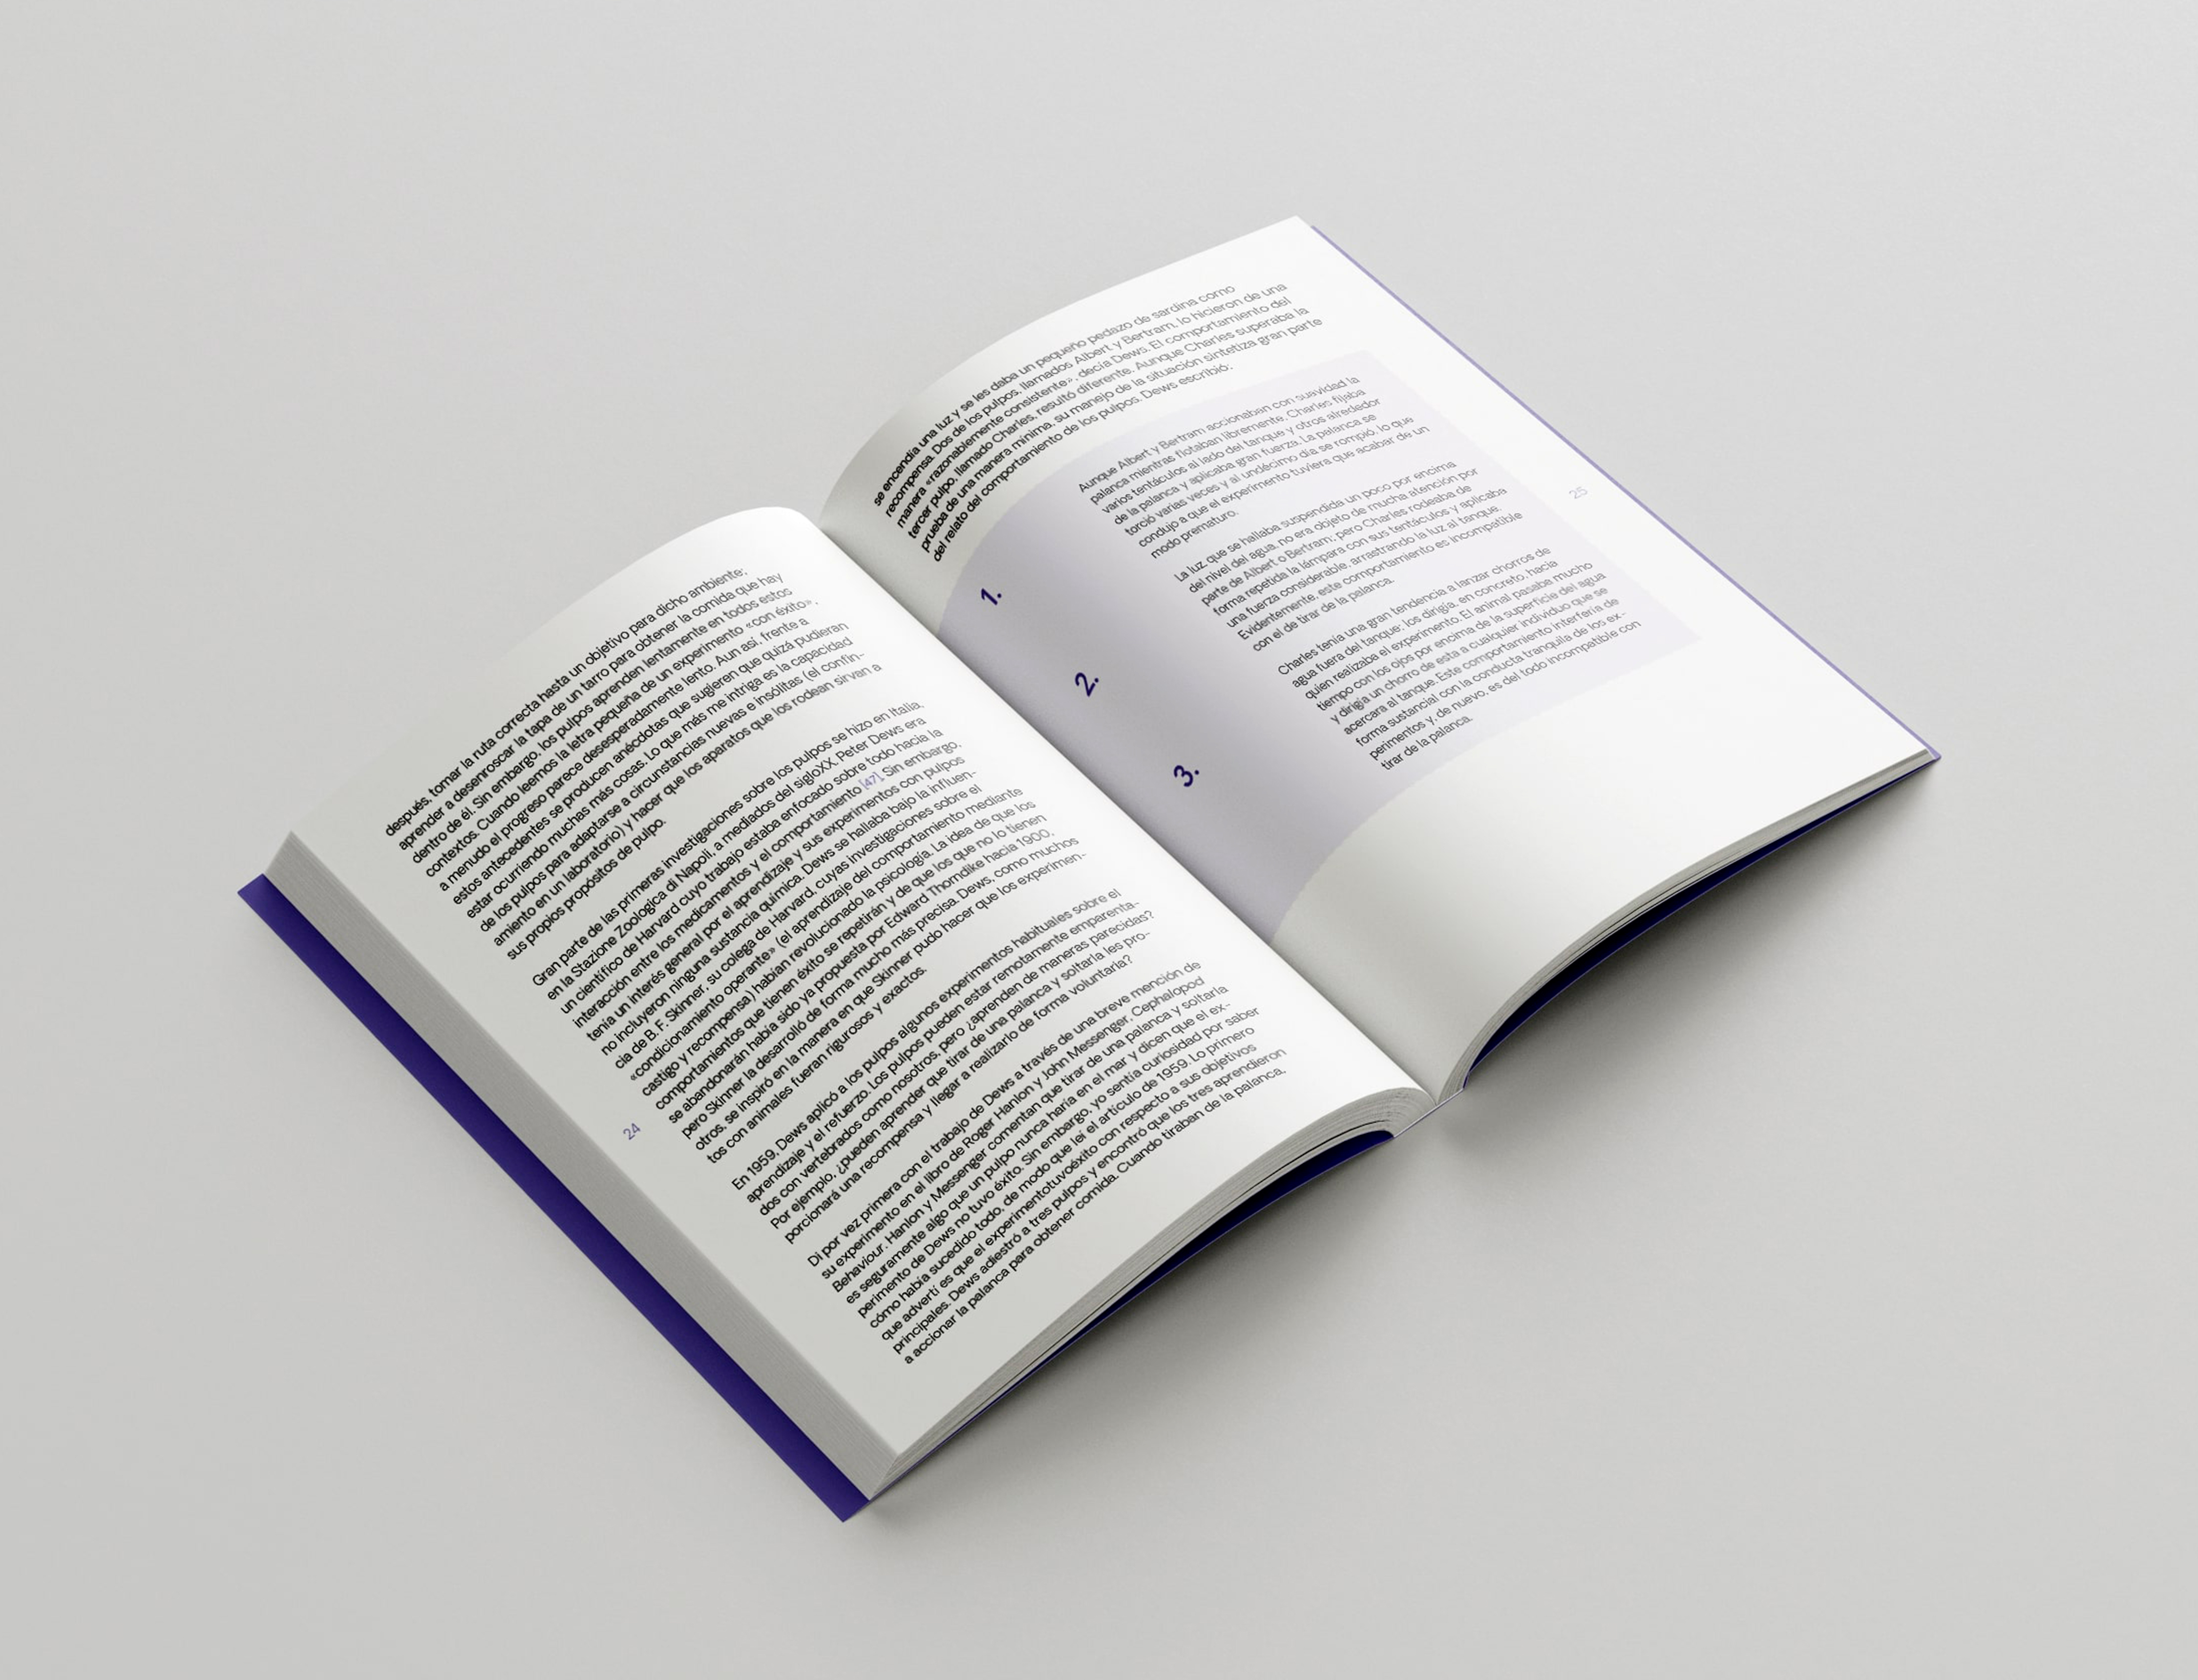 después, tomar la ruta correcta hasta un objetivo para dicho ambiente;
aprender a desenroscar la tapa de un tarro para obtener la comida que hay
dentro de él. Sin embargo, los pulpos aprenden lentamente en todos estos
contextos. Cuando leemos la letra pequeña de un experimento «con éxito»,
a menudo el progreso parece desesperadamente lento. Aun así, frente a
estos antecedentes se producen anécdotas que sugieren que quizá pudieran
estar ocurriendo muchas más cosas. Lo que más me intriga es la capacidad
de los pulpos para adaptarse a circunstancias nuevas e insólitas (el confin-
amiento en un laboratorio) y hacer que los aparatos que los rodean sirvan a
sus propios propósitos de pulpo.
Gran parte de las primeras investigaciones sobre los pulpos se hizo en Italia,
en la Stazione Zoologica di Napoli, a mediados del sigloXX. Peter Dews era
un científico de Harvard cuyo trabajo estaba enfocado sobre todo hacia la
interacción entre los medicamentos y el comportamiento [47]. Sin embargo,
tenía un interés general por el aprendizaje y sus experimentos con pulpos
no incluyeron ninguna sustancia química. Dews se hallaba bajo la influen-
cia de B. F. Skinner, su colega de Harvard, cuyas investigaciones sobre el
«condicionamiento operante» (el aprendizaje del comportamiento mediante
castigo y recompensa) habían revolucionado la psicología. La idea de que los
comportamientos que tienen éxito se repetirán y de que los que no lo tienen
se abandonarán había sido ya propuesta por Edward Thorndike hacia 1900,
pero Skinner la desarrolló de forma mucho más precisa. Dews, como muchos
otros, se inspiró en la manera en que Skinner pudo hacer que los experimen-
tos con animales fueran rigurosos y exactos.
En 1959, Dews aplicó a los pulpos algunos experimentos habituales sobre el
aprendizaje y el refuerzo. Los pulpos pueden estar remotamente emparenta-
dos con vertebrados como nosotros, pero ¿aprenden de maneras parecidas?
Por ejemplo, ¿pueden aprender que tirar de una palanca y soltarla les pro-
porcionará una recompensa y llegar a realizarlo de forma voluntaria?
Di por vez primera con el trabajo de Dews a través de una breve mención de
su experimento en el libro de Roger Hanlon y John Messenger, Cephalopod
Behaviour. Hanlon y Messenger comentan que tirar de una palanca y soltarla
es seguramente algo que un pulpo nunca haría en el mar y dicen que el ex-
perimento de Dews no tuvo éxito. Sin embargo, yo sentía curiosidad por saber
cómo había sucedido todo, de modo que leí el artículo de 1959. Lo primero
que advertí es que el experimentotuvoéxito con respecto a sus objetivos
principales. Dews adiestró a tres pulpos y encontró que los tres aprendieron
a accionar la palanca para obtener comida. Cuando tiraban de la palanca,
24
se encendía una luz y se les daba un pequeño pedazo de sardina como
recompensa. Dos de los pulpos, llamados Albert y Bertram, lo hicieron de una
manera «razonablemente consistente», decía Dews. El comportamiento del
tercer pulpo, llamado Charles, resultó diferente. Aunque Charles superaba la
prueba de una manera mínima, su manejo de la situación sintetiza gran parte
del relato del comportamiento de los pulpos. Dews escribió:
1.
Aunque Albert y Bertram accionaban con suavidad la
palanca mientras flotaban libremente, Charles fijaba
varios tentáculos al lado del tanque y otros alrededor
de la palanca y aplicaba gran fuerza. La palanca se
torció varias veces y al undécimo día se rompió, lo que
condujo a que el experimento tuviera que acabar de un
modo prematuro.
2.
La luz que se hallaba suspendida un poco por encima
del nivel del agua, no era objeto de mucha atención por
parte de Albert o Bertram; pero Charles rodeaba de
forma repetida la lámpara con sus tentáculos y aplicaba
una fuerza considerable, arrastrando la luz al tanque.
Evidentemente, este comportamiento es incompatible
con el de tirar de la palanca.
3.
Charles tenía una gran tendencia a lanzar chorros de
agua fuera del tanque; los dirigía, en concreto, hacia
quien realizaba el experimento. El animal pasaba mucho
tiempo con los ojos por encima de la superficie del agua
y dirigía un chorro de esta a cualquier individuo que se
acercara al tanque. Este comportamiento interfería de
forma sustancial con la conducta tranquila de los ex-
perimentos y, de nuevo, es del todo incompatible con
tirar de la palanca.
25